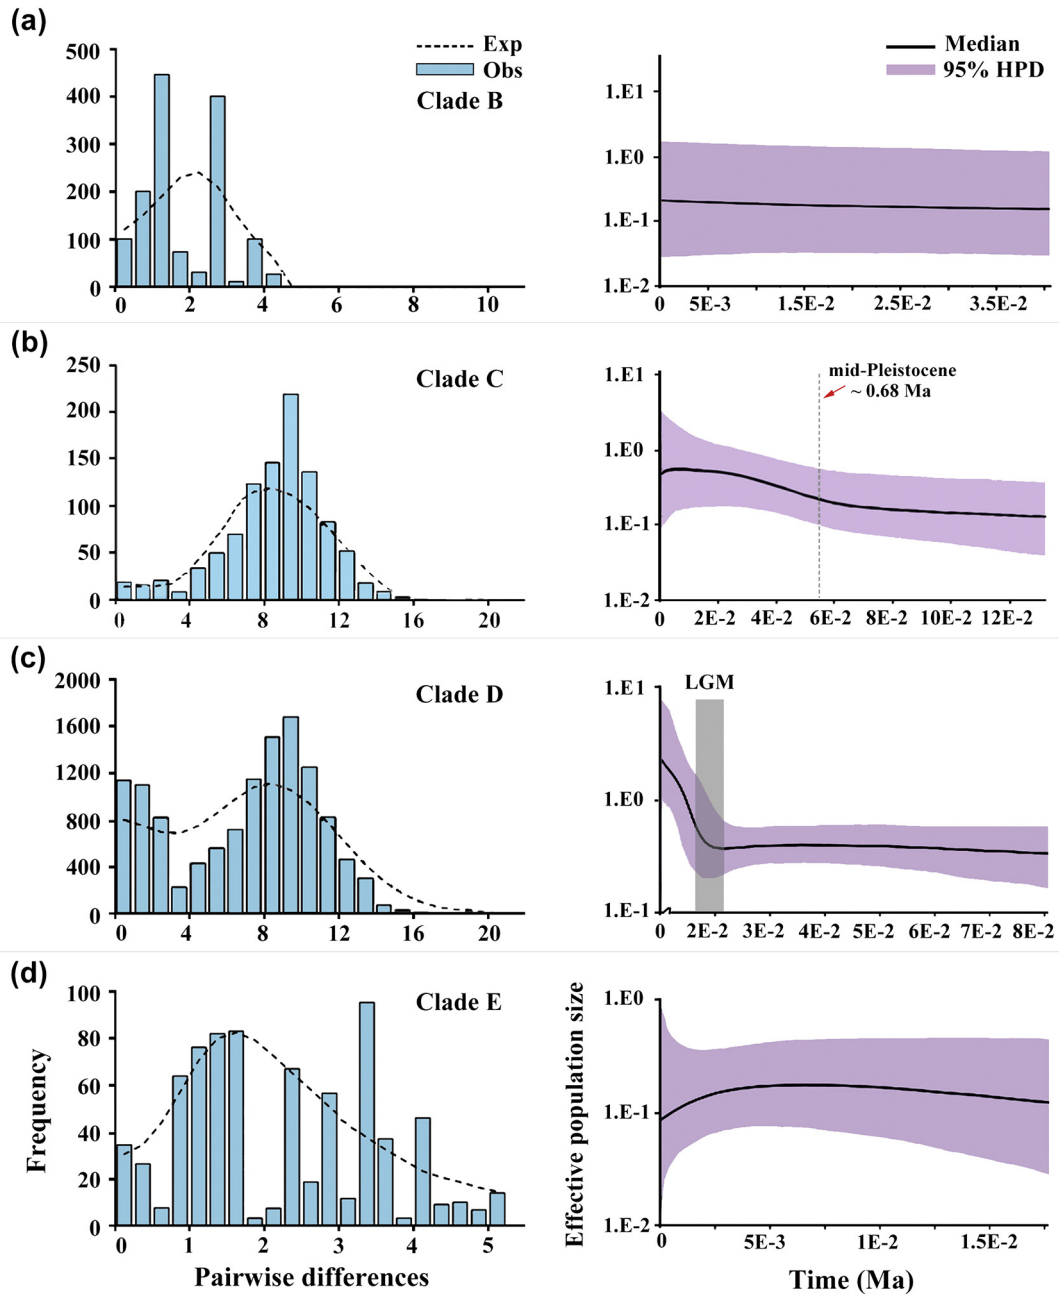 (a)
Exp
Obs
Clade B
500
400
300
200
100
0
0 2 4 6 8 10
Median
95% HPD
1.E1
1.E0
1.E-1
1.E-2
0 5E-3 1.5E-2 2.5E-2 3.5E-2
(b)
Clade C
250
200
150
100
50
0
0 4 8 12 16 20
mid-Pleistocene
~ 0.68 Ma
1.E1
1.E0
1.E-1
1.E-2
0 2E-2 4E-2 6E-2 8E-2 10E-2 12E-2
(c)
Clade D
2000
1600
1200
800
400
0
0 4 8 12 16 20
LGM
1.E1
1.E0
1.E-1
0 2E-2 3E-2 4E-2 5E-2 6E-2 7E-2 8E-2
(d)
Clade E
Frequency
100
80
60
40
20
0
0 1 2 3 4 5
Pairwise differences
Effective population size
1.E0
1.E-1
1.E-2
0 5E-3 1E-2 1.5E-2
Time (Ma)